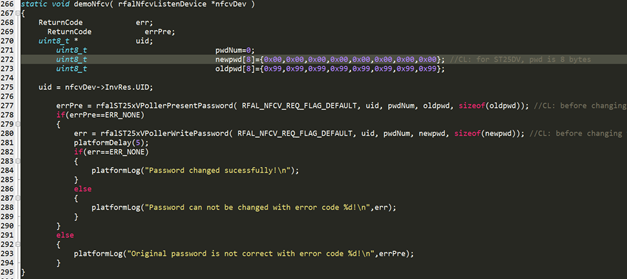 266 static void demoNfcv( rfalNfcvListenDevice *nfcvDev )
267 {
268 ReturnCode err;
269 ReturnCode errPre;
270 uint8_t * uid;
271 uint8_t pwdNum=0;
272 uint8_t newpwd[8]={0x00,0x00,0x00,0x00,0x00,0x00,0x00,0x00}; //CL: for ST25DV, pwd is 8 bytes
273 uint8_t oldpwd[8]={0x99,0x99,0x99,0x99,0x99,0x99,0x99,0x99};
274
275 uid = nfcvDev->InvRes.UID;
276
277 errPre = rfalST25xVPollerPresentPassword( RFAL_NFCV_REQ_FLAG_DEFAULT, uid, pwdNum, oldpwd, sizeof(oldpwd)); //CL: before changing
278 if(errPre==ERR_NONE)
279 {
280 err = rfalST25xVPollerWritePassword( RFAL_NFCV_REQ_FLAG_DEFAULT, uid, pwdNum, newpwd, sizeof(newpwd)); //CL: before changing
281 platformDelay(5);
282 if(err==ERR_NONE)
283 {
284 platformLog("Password changed sucessfully!\n");
285 }
286 else
287 {
288 platformLog("Password can not be changed with error code %d!\n",err);
289 }
290 }
291 else
292 {
293 platformLog("Original password is not correct with error code %d!\n",errPre);
294 }
295 }